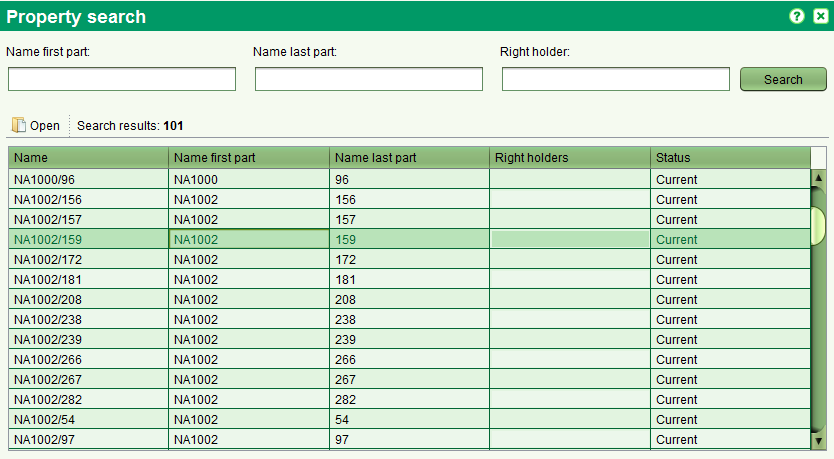 Property search
Name first part: Name last part: Right holder:
Search
Open Search results: 101
Name Name first part Name last part Right holders Status
NA1000/96 NA1000 96 Current
NA1002/156 NA1002 156 Current
NA1002/157 NA1002 157 Current
NA1002/159 NA1002 159 Current
NA1002/172 NA1002 172 Current
NA1002/181 NA1002 181 Current
NA1002/208 NA1002 208 Current
NA1002/238 NA1002 238 Current
NA1002/239 NA1002 239 Current
NA1002/266 NA1002 266 Current
NA1002/267 NA1002 267 Current
NA1002/282 NA1002 282 Current
NA1002/54 NA1002 54 Current
NA1002/97 NA1002 97 Current